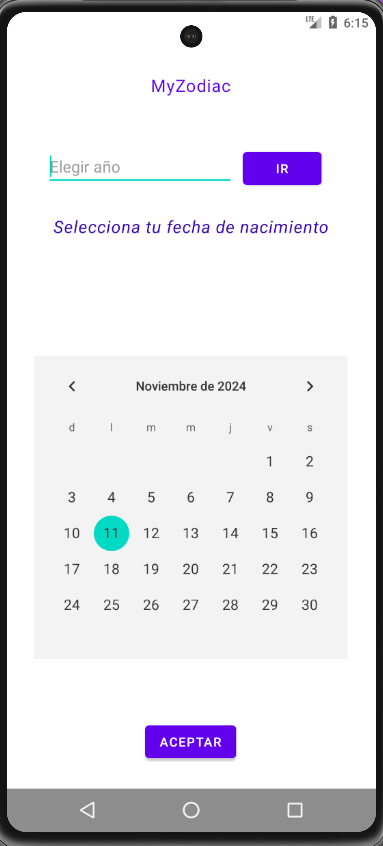 LTE 6:15
MyZodiac
Elegir año IR
Selecciona tu fecha de nacimiento
Noviembre de 2024
d l m m j v s
1 2
3 4 5 6 7 8 9
10 11 12 13 14 15 16
17 18 19 20 21 22 23
24 25 26 27 28 29 30
ACEPTAR